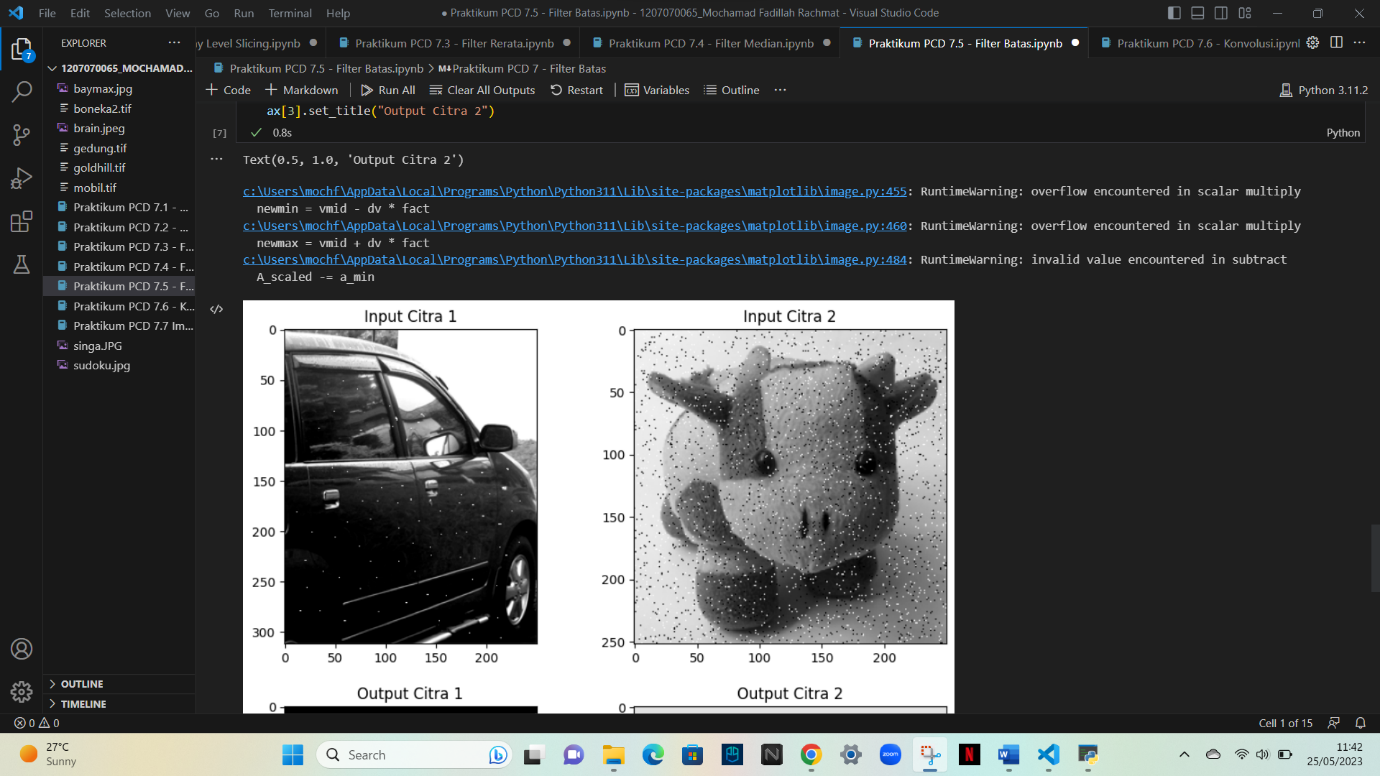 File Edit Selection View Go Run Terminal Help
● Praktikum PCD 7.5 - Filter Batas.ipynb - 1207070065_Mochamad Fadillah Rachmat - Visual Studio Code
EXPLORER
y Level Slicing.ipynb
Praktikum PCD 7.3 - Filter Rerata.ipynb
Praktikum PCD 7.4 - Filter Median.ipynb
Praktikum PCD 7.5 - Filter Batas.ipynb
Praktikum PCD 7.6 - Konvolusi.ipynl
7
1207070065_MOCHAMAD...
Praktikum PCD 7.5 - Filter Batas.ipynb > M↓Praktikum PCD 7 - Filter Batas
+ Code + Markdown Run All Clear All Outputs Restart Variables Outline ...
Python 3.11.2
baymax.jpg
boneka2.tif
brain.jpeg
gedung.tif
goldhill.tif
mobil.tif
Praktikum PCD 7.1 - ...
Praktikum PCD 7.2 - ...
Praktikum PCD 7.3 - F...
Praktikum PCD 7.4 - F...
Praktikum PCD 7.5 - F...
Praktikum PCD 7.6 - K...
Praktikum PCD 7.7 Im...
singa.JPG
sudoku.jpg
OUTLINE
TIMELINE
ax[3].set_title("Output Citra 2")
[7] 0.8s
Python
Text(0.5, 1.0, 'Output Citra 2')
c:\Users\mochf\AppData\Local\Programs\Python\Python311\Lib\site-packages\matplotlib\image.py:455: RuntimeWarning: overflow encountered in scalar multiply
newmin = vmid - dv * fact
c:\Users\mochf\AppData\Local\Programs\Python\Python311\Lib\site-packages\matplotlib\image.py:460: RuntimeWarning: overflow encountered in scalar multiply
newmax = vmid + dv * fact
c:\Users\mochf\AppData\Local\Programs\Python\Python311\Lib\site-packages\matplotlib\image.py:484: RuntimeWarning: invalid value encountered in subtract
A_scaled -= a_min
Input Citra 1
0
50
100
150
200
250
300
0 50 100 150 200
Input Citra 2
0
50
100
150
200
250
0 50 100 150 200
Output Citra 1
0
Output Citra 2
0
0 0
Cell 1 of 15
27°C
Sunny
Search
zoom
N
W
11:42
25/05/2023